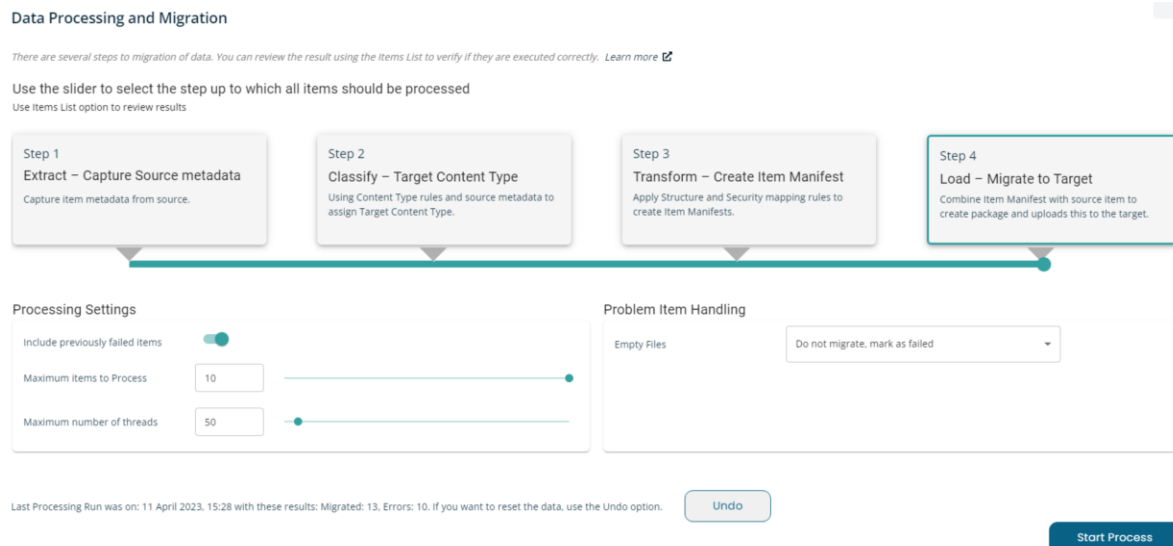 Data Processing and Migration
There are several steps to migration of data. You can review the result using the Items List to verify if they are executed correctly. Learn more
Use the slider to select the step up to which all items should be processed
Use Items List option to review results
Step 1
Extract – Capture Source metadata
Capture item metadata from source.
Step 2
Classify – Target Content Type
Using Content Type rules and source metadata to
assign Target Content Type.
Step 3
Transform – Create Item Manifest
Apply Structure and Security mapping rules to
create Item Manifests.
Step 4
Load – Migrate to Target
Combine Item Manifest with source item to
create package and uploads this to the target.
Processing Settings
Include previously failed items
Maximum items to Process 10
Maximum number of threads 50
Problem Item Handling
Empty Files Do not migrate, mark as failed
Last Processing Run was on: 11 April 2023, 15:28 with these results: Migrated: 13, Errors: 10. If you want to reset the data, use the Undo option. Undo
Start Process